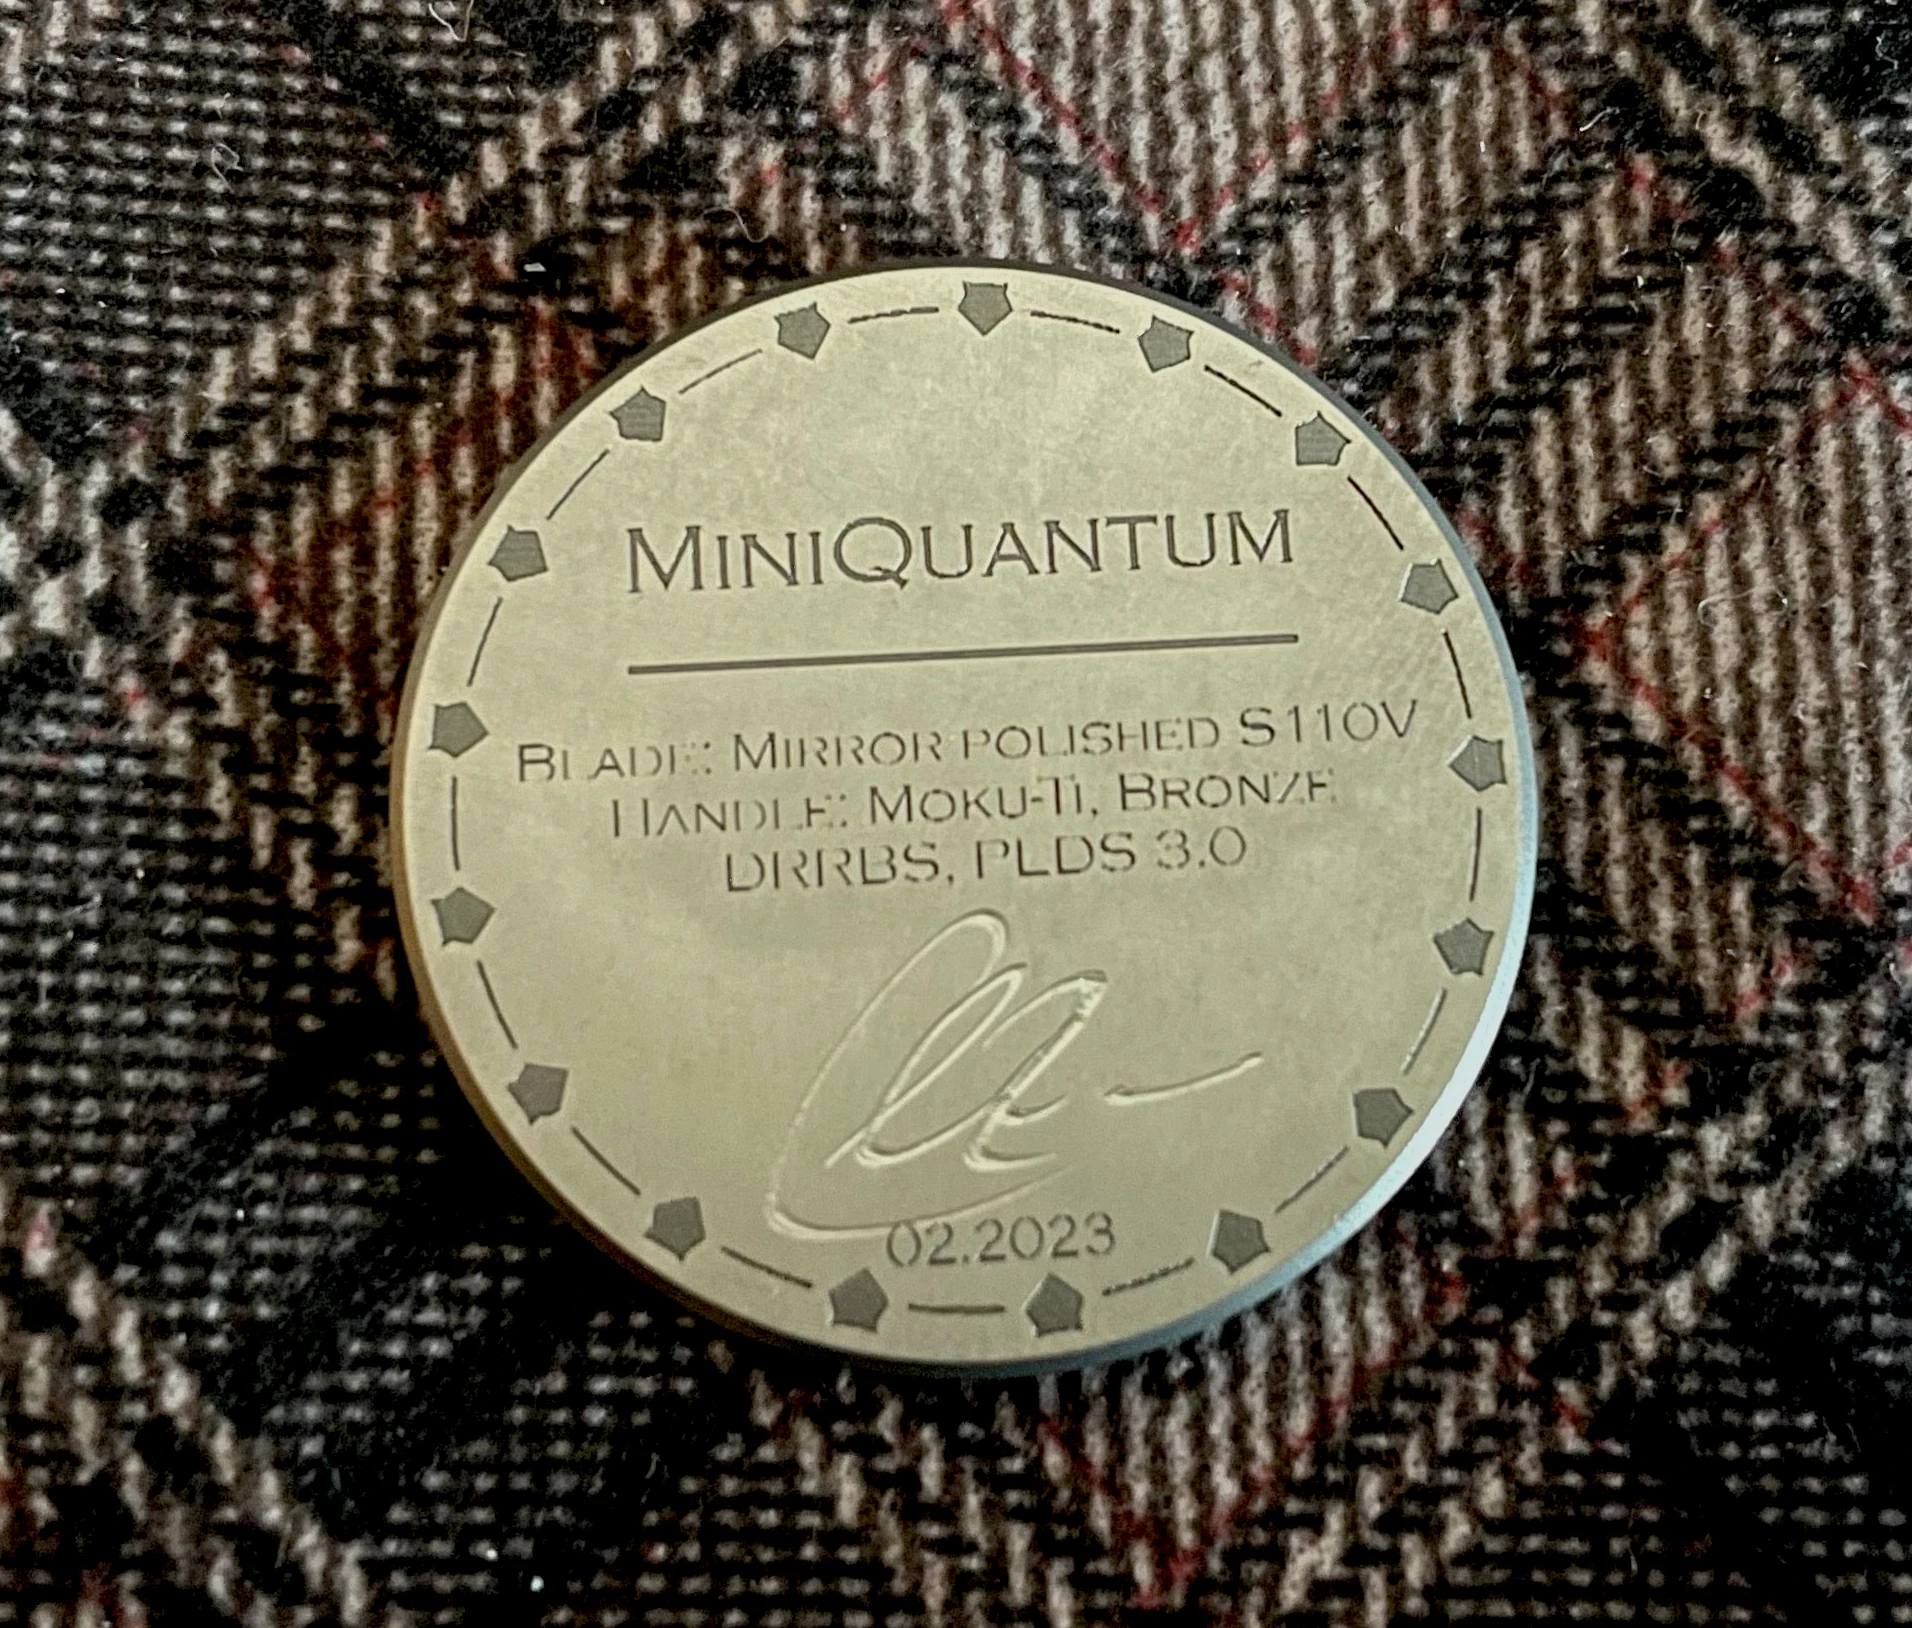 MINIQUANTUM
BLADE: MIRROR POLISHED S110V
HANDLE: MOKU-TI, BRONZE
DRRBS, PLDS 3.0
02.2023